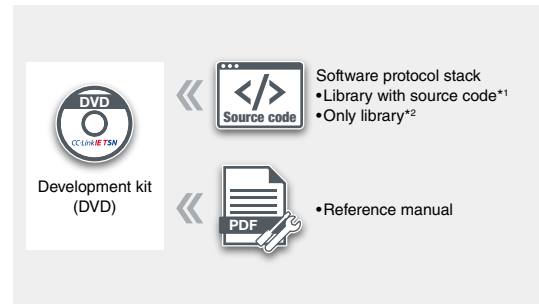 DVD
CC-Link IE TSN
Development kit
(DVD)
</>
Source code
Software protocol stack
•Library with source code*1
•Only library*2
PDF
•Reference manual